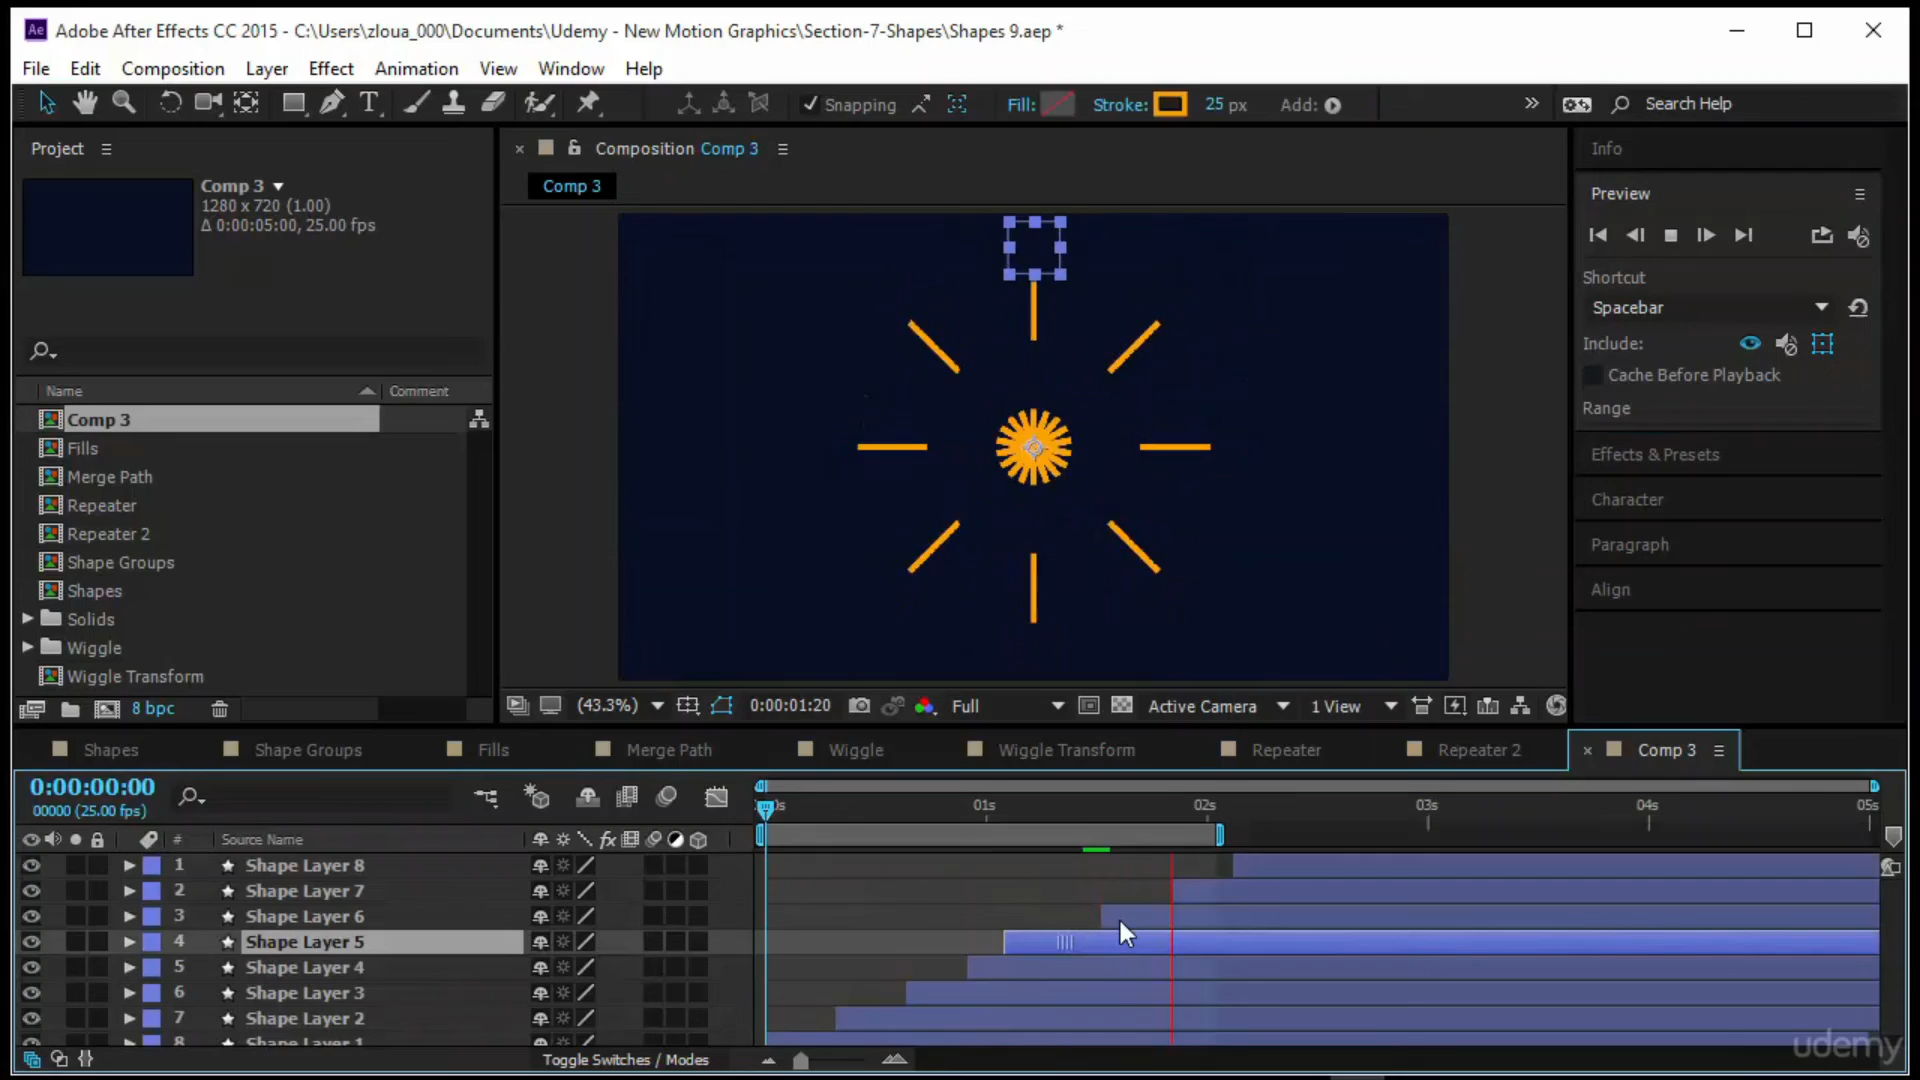 Ae Adobe After Effects CC 2015 - C:\Users\zloua_000\Documents\Udemy - New Motion Graphics\Section-7-Shapes\Shapes 9.aep *
File Edit Composition Layer Effect Animation View Window Help
Snapping Fill: Stroke: 25 px Add: Search Help
Project
Comp 3
1280 x 720 (1.00)
Δ 0:00:05:00, 25.00 fps
Name Comment
Comp 3
Fills
Merge Path
Repeater
Repeater 2
Shape Groups
Shapes
Solids
Wiggle
Wiggle Transform
8 bpc
Composition Comp 3
Comp 3
(43.3%) 0:00:01:20 Full Active Camera 1 View
Info
Preview
Shortcut
Spacebar
Include:
Cache Before Playback
Range
Effects & Presets
Character
Paragraph
Align
Shapes Shape Groups Fills Merge Path Wiggle Wiggle Transform Repeater Repeater 2 Comp 3
0:00:00:00
00000 (25.00 fps)
0s 01s 02s 03s 04s 05s
# Source Name
1 Shape Layer 8
2 Shape Layer 7
3 Shape Layer 6
4 Shape Layer 5
5 Shape Layer 4
6 Shape Layer 3
7 Shape Layer 2
8 Shape Layer 1
Toggle Switches / Modes
udemy